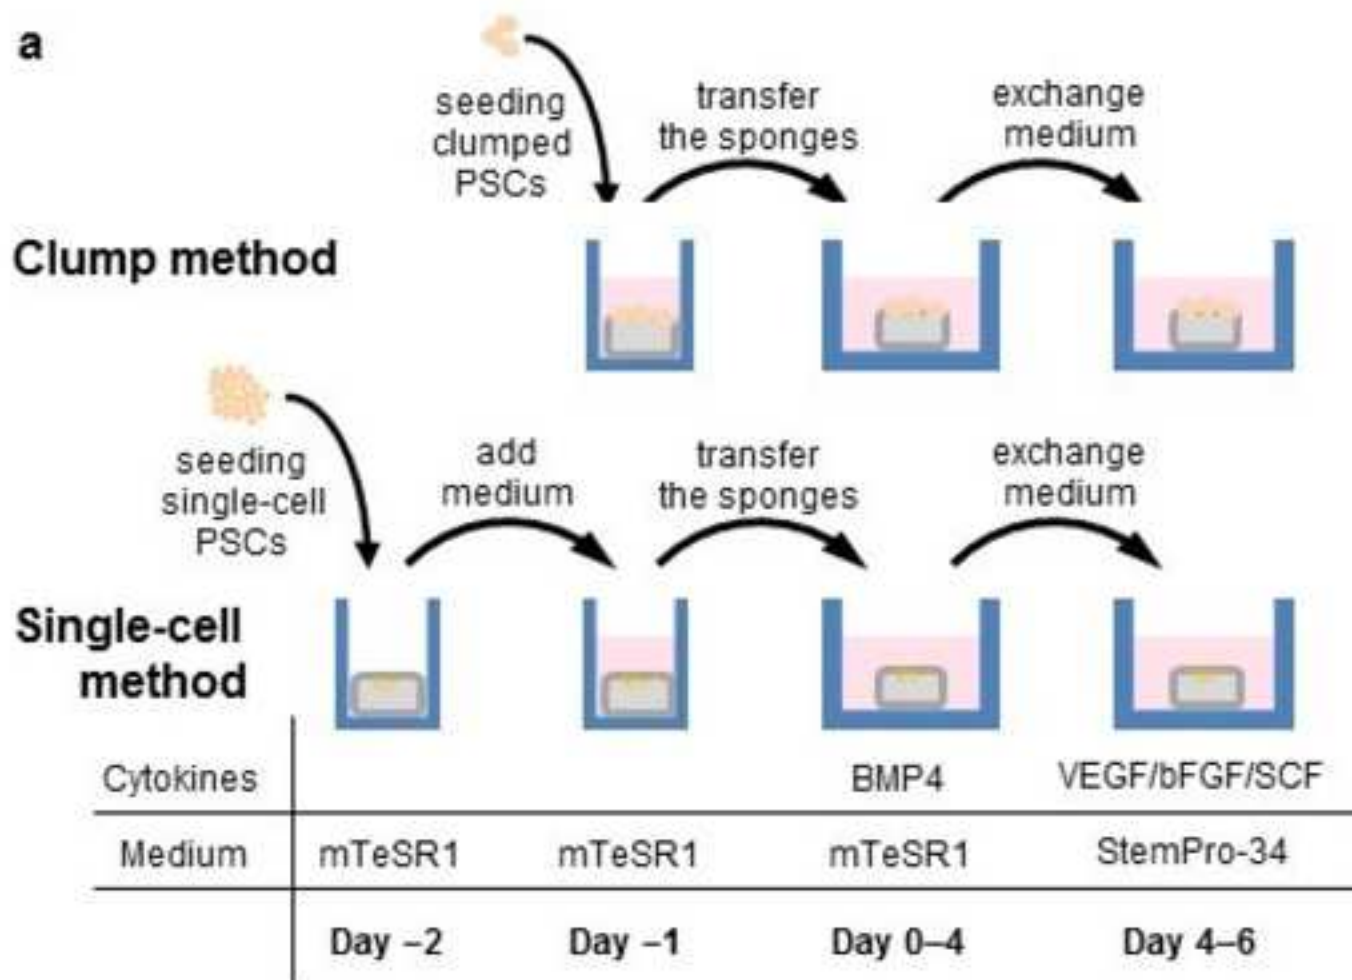 a
seeding
clumped
PSCs
transfer
the sponges
exchange
medium
Clump method
seeding
single-cell
PSCs
add
medium
transfer
the sponges
exchange
medium
Single-cell
method
Cytokines BMP4 VEGF/bFGF/SCF
Medium mTeSR1 mTeSR1 mTeSR1 StemPro-34
Day –2 Day –1 Day 0–4 Day 4–6